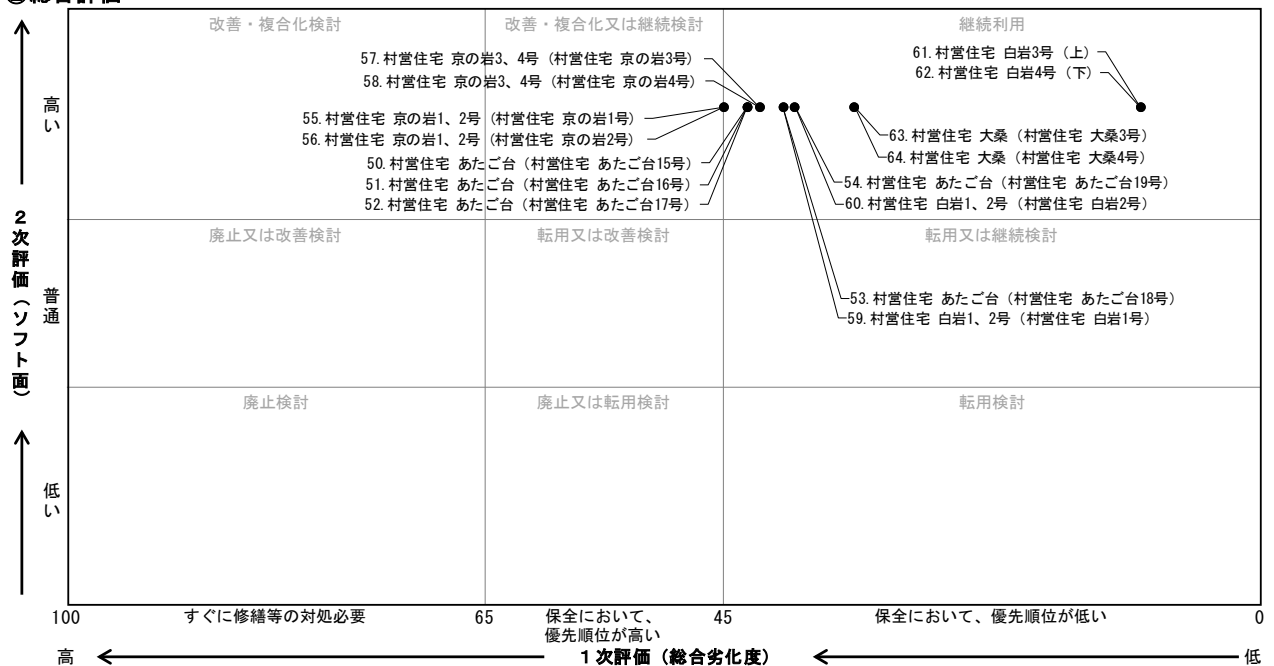 総合評価
改善・複合化検討
改善・複合化又は継続検討
継続利用
57.村営住宅 京の岩3、4号（村営住宅 京の岩3号）
58.村営住宅 京の岩3、4号（村営住宅 京の岩4号）
61.村営住宅 白岩3号（上）
62.村営住宅 白岩4号（下）
55.村営住宅 京の岩1、2号（村営住宅 京の岩1号）
56.村営住宅 京の岩1、2号（村営住宅 京の岩2号）
50.村営住宅 あたご台（村営住宅 あたご台15号）
51.村営住宅 あたご台（村営住宅 あたご台16号）
52.村営住宅 あたご台（村営住宅 あたご台17号）
63.村営住宅 大桑（村営住宅 大桑3号）
64.村営住宅 大桑（村営住宅 大桑4号）
54.村営住宅 あたご台（村営住宅 あたご台19号）
60.村営住宅 白岩1、2号（村営住宅 白岩2号）
高い
廃止又は改善検討
転用又は改善検討
転用又は継続検討
53.村営住宅 あたご台（村営住宅 あたご台18号）
59.村営住宅 白岩1、2号（村営住宅 白岩1号）
普通
2次評価（ソフト面）
廃止検討
廃止又は転用検討
転用検討
低い
100
すぐに修繕等の対処必要
65
保全において、
優先順位が高い
45
保全において、優先順位が低い
0
高
1次評価（総合劣化度）
低